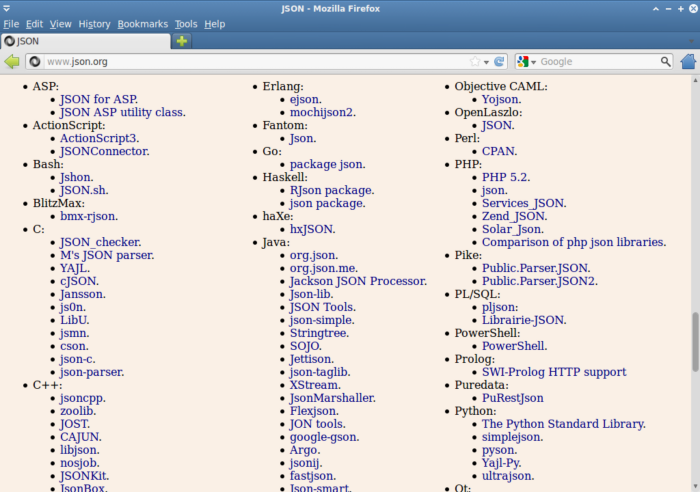 JSON - Mozilla Firefox
File Edit View History Bookmarks Tools Help
JSON
www.json.org
Google
ASP:
JSON for ASP.
JSON ASP utility class.
ActionScript:
ActionScript3.
JSONConnector.
Bash:
Jshon.
JSON.sh.
BlitzMax:
bmx-rjson.
C:
JSON_checker.
M's JSON parser.
YAJL.
cJSON.
Jansson.
js0n.
LibU.
jsmn.
cson.
json-c.
json-parser.
C++:
jsoncpp.
zoolib.
JOST.
CAJUN.
libjson.
nosjob.
JSONKit.
JsonBox.
Erlang:
ejson.
mochijson2.
Fantom:
Json.
Go:
package json.
Haskell:
RJson package.
json package.
haXe:
hxJSON.
Java:
org.json.
org.json.me.
Jackson JSON Processor.
Json-lib.
JSON Tools.
json-simple.
Stringtree.
SOJO.
Jettison.
json-taglib.
XStream.
JsonMarshaller.
Flexjson.
JON tools.
google-gson.
Argo.
jsonij.
fastjson.
Json-smart.
Objective CAML:
Yojson.
OpenLaszlo:
JSON.
Perl:
CPAN.
PHP:
PHP 5.2.
json.
Services_JSON.
Zend_JSON.
Solar_Json.
Comparison of php json libraries.
Pike:
Public.Parser.JSON.
Public.Parser.JSON2.
PL/SQL:
pljson:
Librairie-JSON.
PowerShell:
PowerShell.
Prolog:
SWI-Prolog HTTP support
Puredata:
PuRestJson
Python:
The Python Standard Library.
simplejson.
pyson.
Yajl-Py.
ultrajson.
Qt: